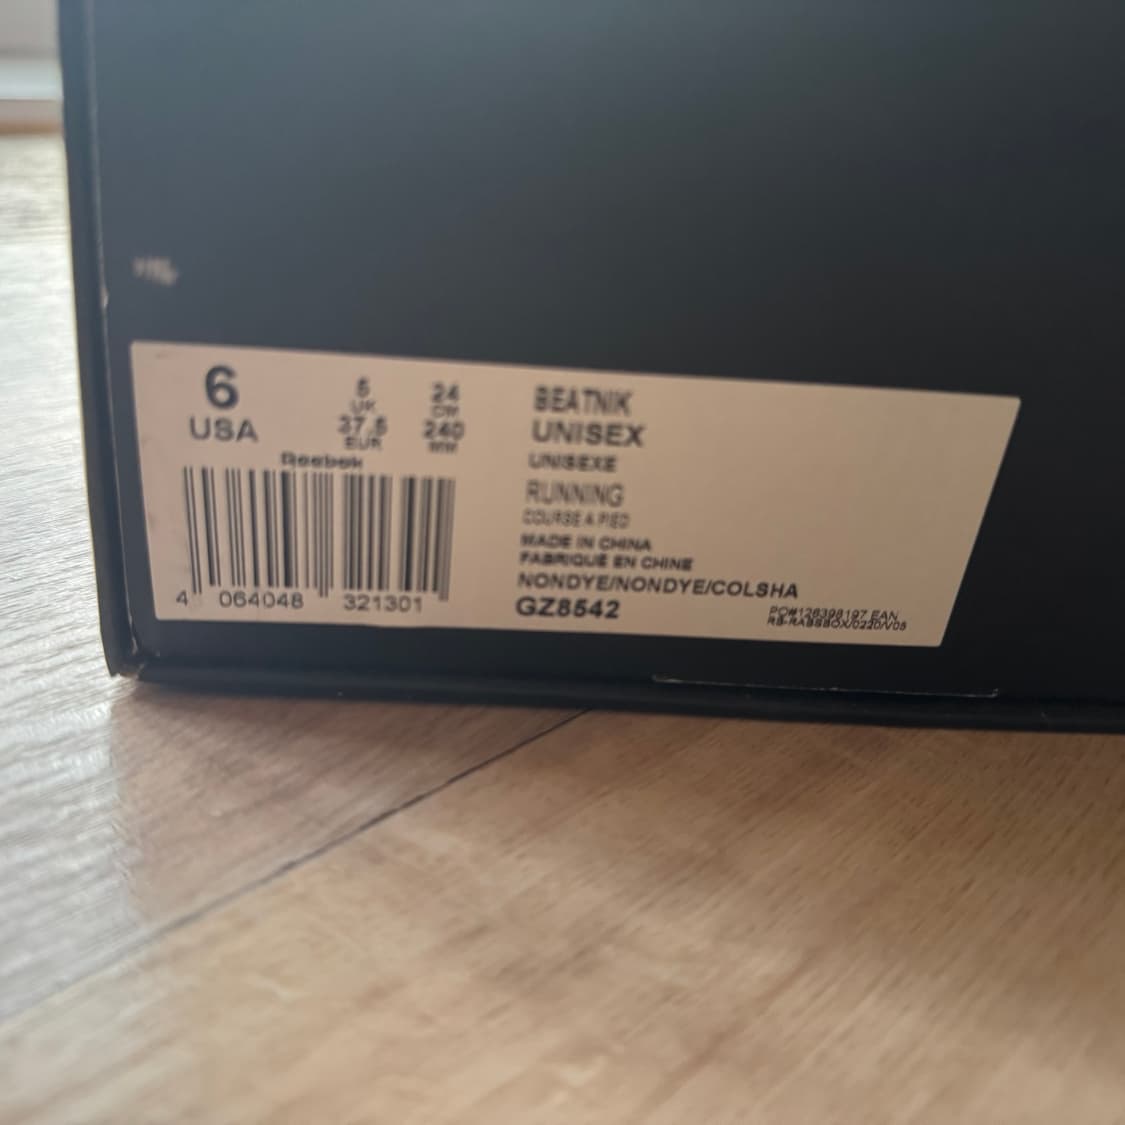 6
USA
5
UK
37,5
EUR
24
CM
240
MM
Reebok
4 064048 321301
BEATNIK
UNISEX
UNISEXE
RUNNING
COURSE A PIED
MADE IN CHINA
FABRIQUÉ EN CHINE
NONDYE/NONDYE/COLSHA
GZ8542
EAN